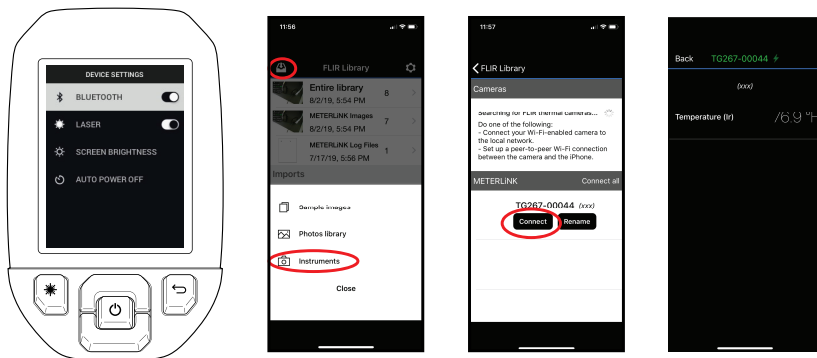 DEVICE SETTINGS
BLUETOOTH
LASER
SCREEN BRIGHTNESS
AUTO POWER OFF
11:56
FLIR Library
Entire library
8/2/19, 5:54 PM
8
METERLiNK Images
8/2/19, 5:54 PM
7
METERLiNK Log Files
7/17/19, 5:56 PM
1
Imports
Sample images
Photos library
Instruments
Close
11:57
FLIR Library
Cameras
Searching for FLIR thermal cameras...
Do one of the following:
- Connect your Wi-Fi-enabled camera to
the local network.
- Set up a peer-to-peer Wi-Fi connection
between the camera and the iPhone.
METERLiNK Connect all
TG267-00044 (xxx)
Connect Rename
Back TG267-00044
(xxx)
Temperature (Ir) 76.9 °F